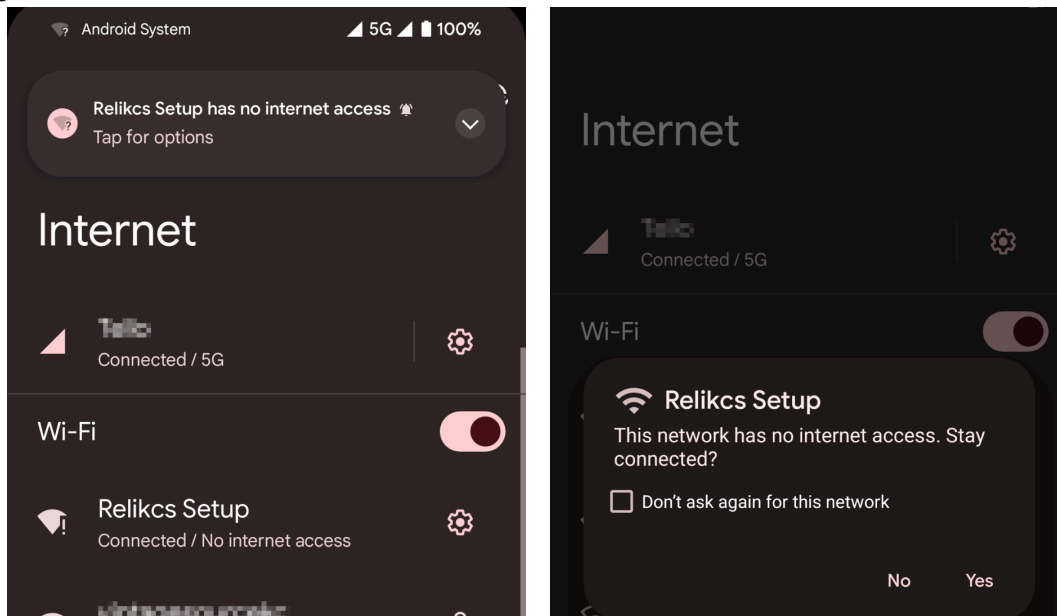 Android System
5G
100%
Relikcs Setup has no internet access
Tap for options
Internet
Connected / 5G
Wi-Fi
Relikcs Setup
Connected / No internet access
Internet
Connected / 5G
Wi-Fi
Relikcs Setup
This network has no internet access. Stay
connected?
Don't ask again for this network
No
Yes